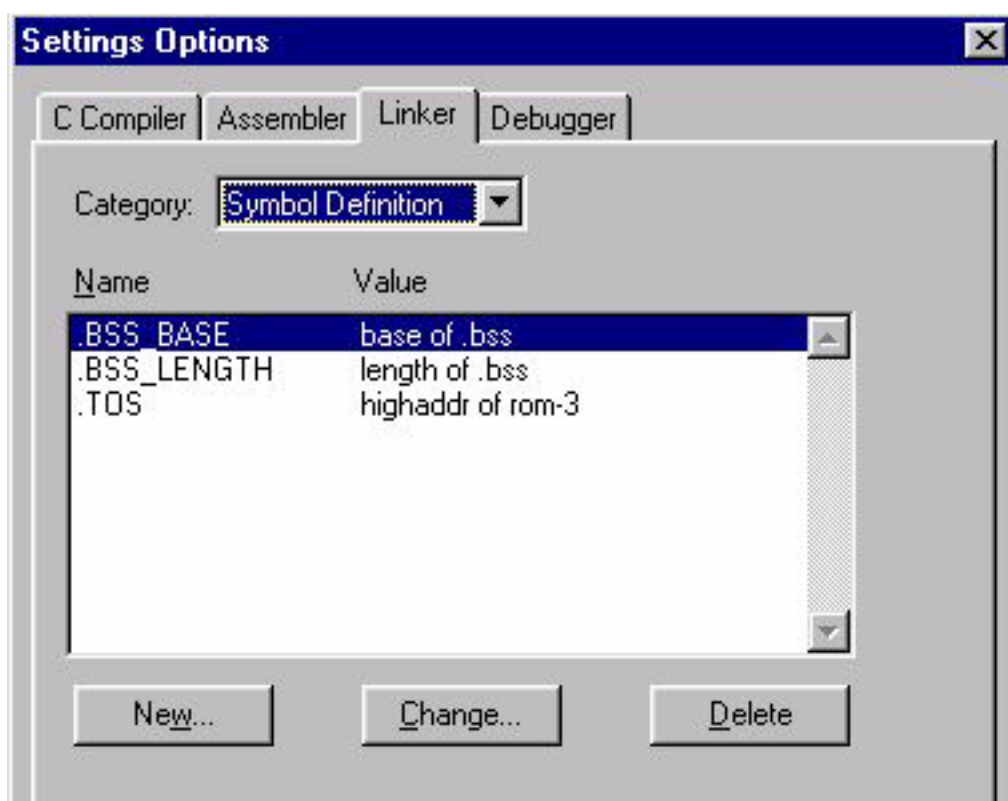 Settings Options
C Compiler Assembler Linker Debugger
Category: Symbol Definition
Name Value
.BSS_BASE base of .bss
.BSS_LENGTH length of .bss
.TOS highaddr of rom-3
New... Change... Delete